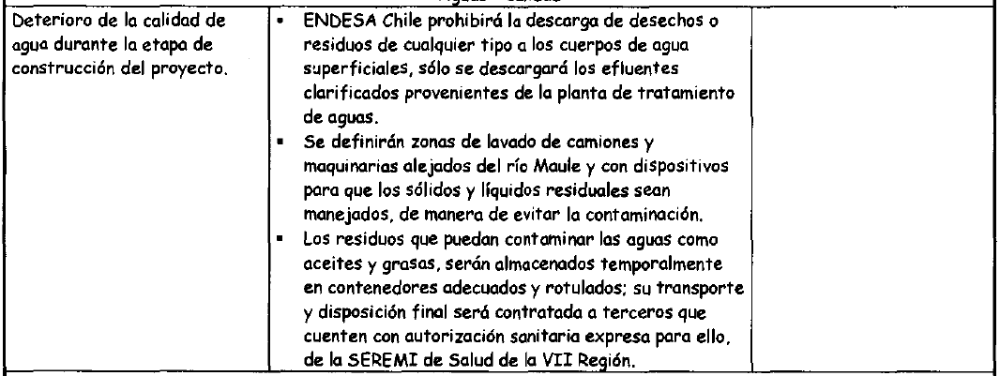 Deterioro de la calidad de
agua durante la etapa de
construcción del proyecto.
▪ ENDESA Chile prohibirá la descarga de desechos o
residuos de cualquier tipo a los cuerpos de agua
superficiales, sólo se descargará los efluentes
clarificados provenientes de la planta de tratamiento
de aguas.
▪ Se definirán zonas de lavado de camiones y
maquinarias alejados del río Maule y con dispositivos
para que los sólidos y líquidos residuales sean
manejados, de manera de evitar la contaminación.
▪ Los residuos que puedan contaminar las aguas como
aceites y grasas, serán almacenados temporalmente
en contenedores adecuados y rotulados; su transporte
y disposición final será contratada a terceros que
cuenten con autorización sanitaria expresa para ello,
de la SEREMI de Salud de la VII Región.